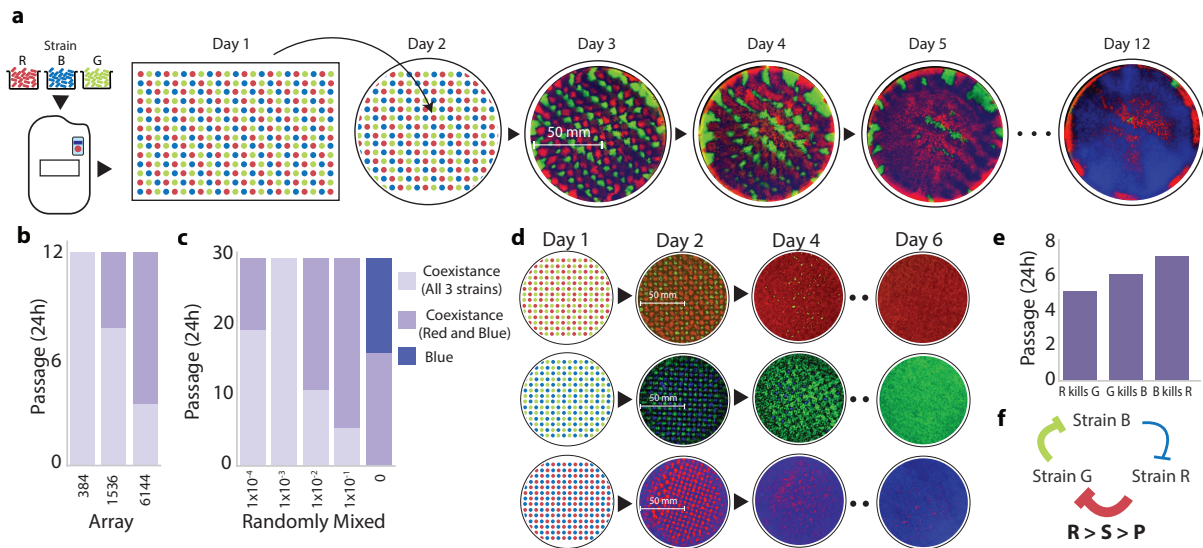 a
Strain
R B G
Day 1
Day 2
Day 3
Day 4
Day 5
Day 12
50 mm
b
12
6
0
Passage (24h)
384
1536
6144
Array
c
30
20
10
0
Passage (24h)
1x10⁻⁴
1x10⁻³
1x10⁻²
1x10⁻¹
0
Randomly Mixed
Coexistance
(All 3 strains)
Coexistance
(Red and Blue)
Blue
d
Day 1
Day 2
Day 4
Day 6
50 mm
50 mm
50 mm
e
8
6
4
2
0
Passage (24h)
R kills G
G kills B
B kills R
f
Strain B
Strain G
Strain R
R > S > P